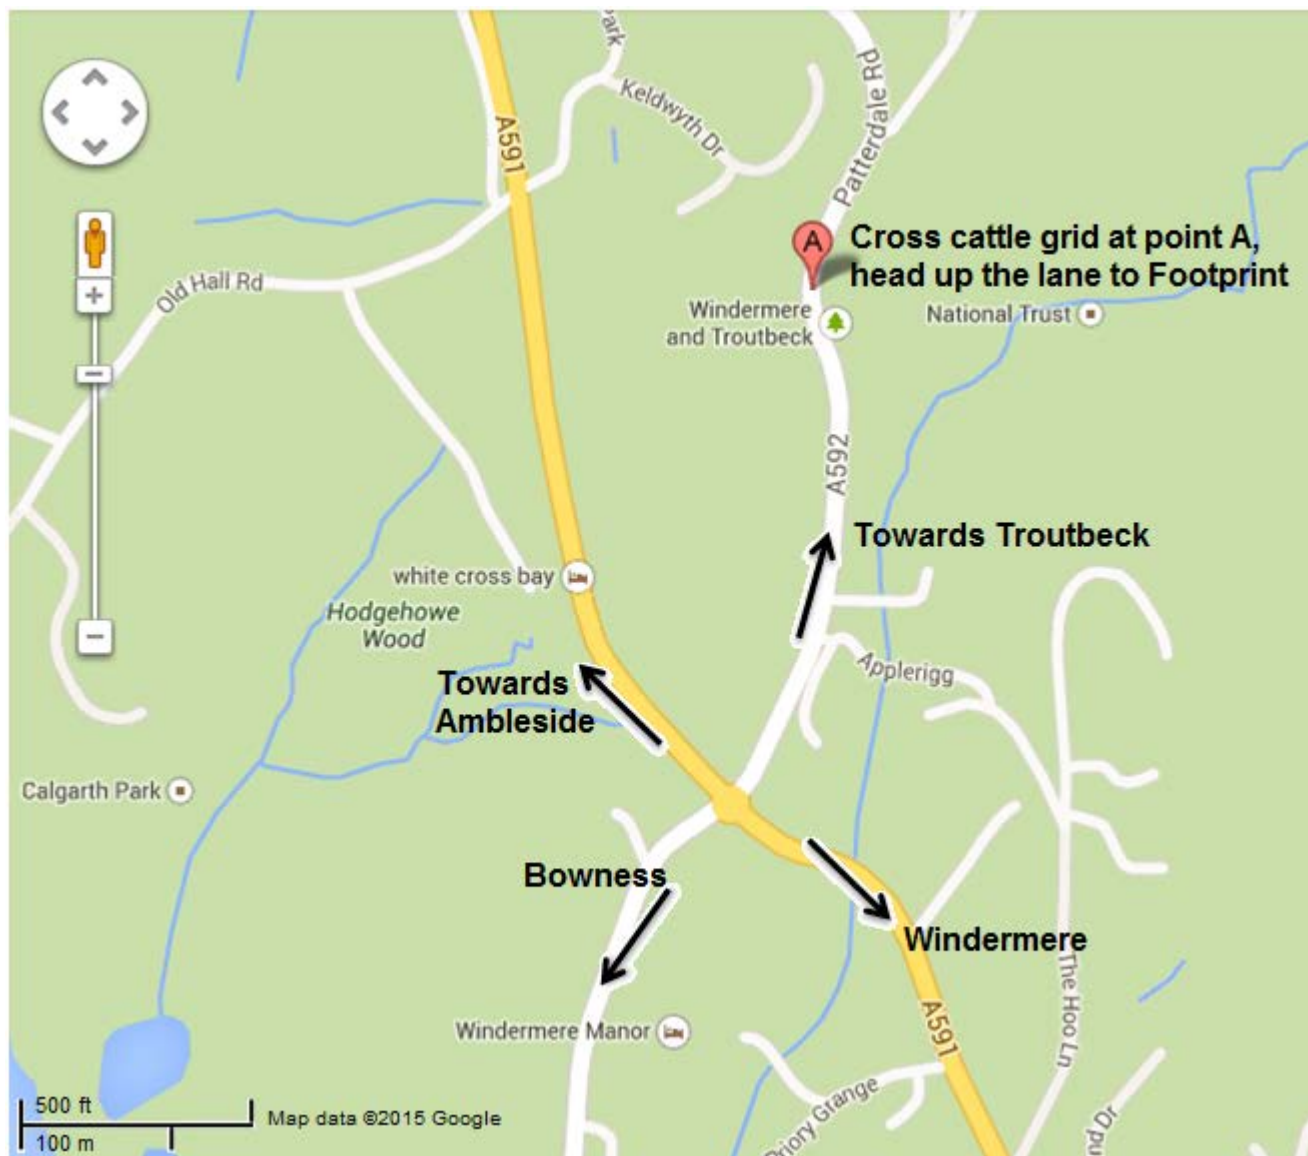 Park
Keldwyth Dr
Patterdale Rd
A591
A
Cross cattle grid at point A,
head up the lane to Footprint
Old Hall Rd
Windermere
and Troutbeck
National Trust
A592
Towards Troutbeck
white cross bay
Hodgehowe
Wood
Applerigg
Towards
Ambleside
Calgarth Park
Bowness
Windermere
The Hoo Ln
A591
Windermere Manor
Priory Grange
500 ft
100 m
Map data ©2015 Google